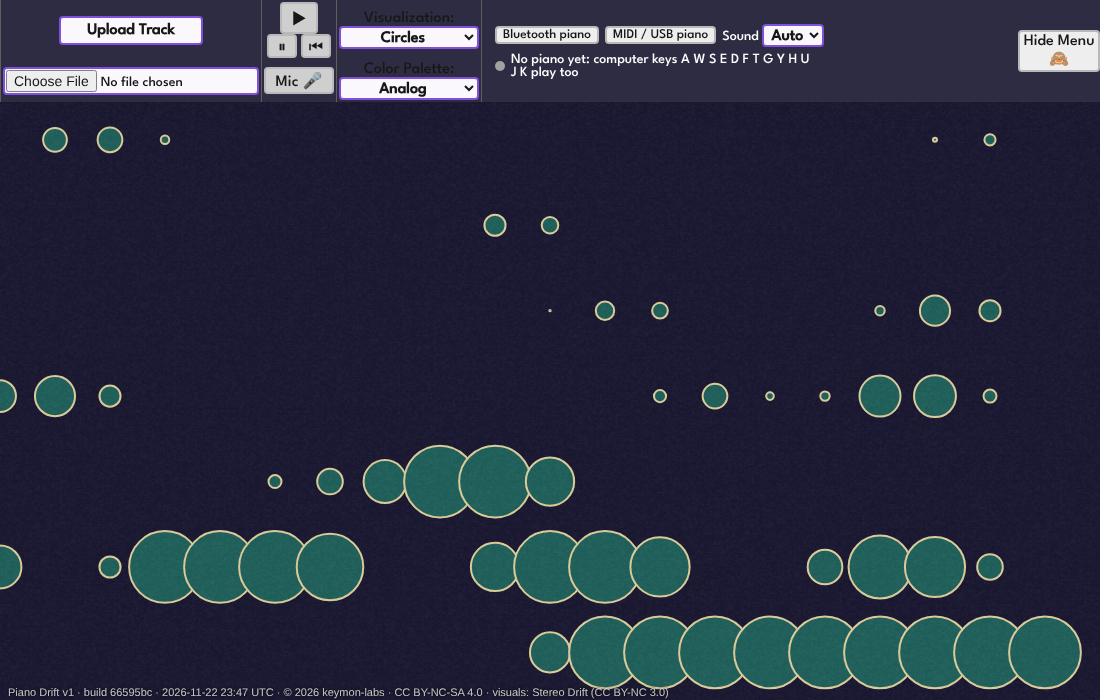 Upload Track
Choose File No file chosen
Mic 🎤
Visualization:
Circles
Color Palette:
Analog
Bluetooth piano MIDI / USB piano Sound Auto
No piano yet: computer keys A W S E D F T G Y H U
J K play too
Hide Menu
🙈
Piano Drift v1 · build 66595bc · 2026-11-22 23:47 UTC · © 2026 keymon-labs · CC BY-NC-SA 4.0 · visuals: Stereo Drift (CC BY-NC 3.0)